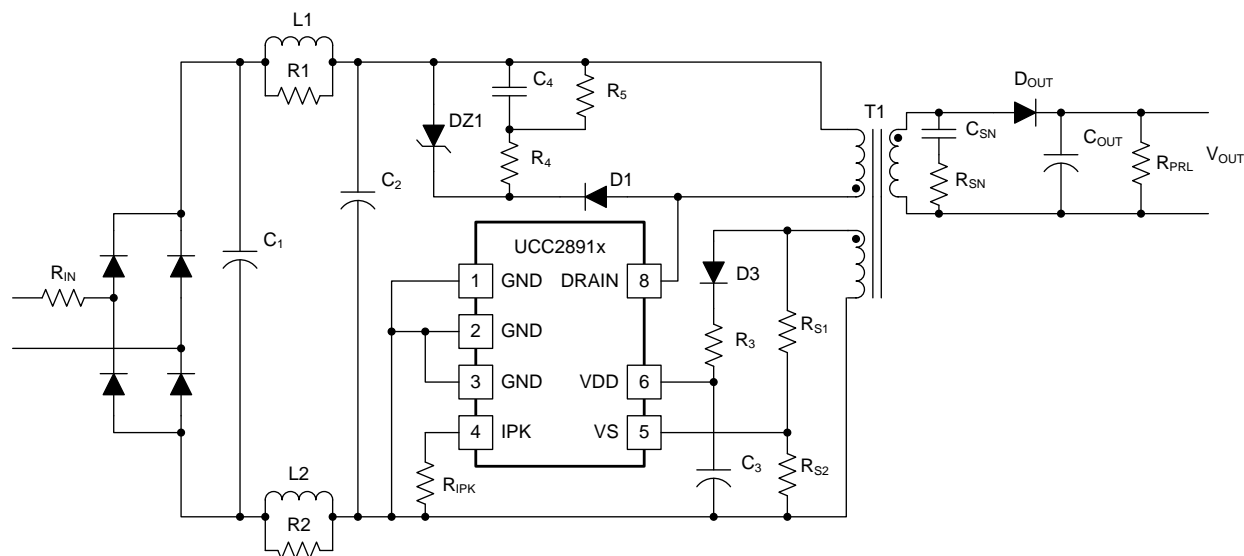 L1
R1
C4
R5
DZ1
R4
D1
T1
DOUT
CSN
RSN
COUT
RPRL
VOUT
C2
C1
RIN
UCC2891x
1 GND DRAIN 8
2 GND
3 GND VDD 6
4 IPK VS 5
D3
R3
RS1
RIPK
C3
RS2
L2
R2